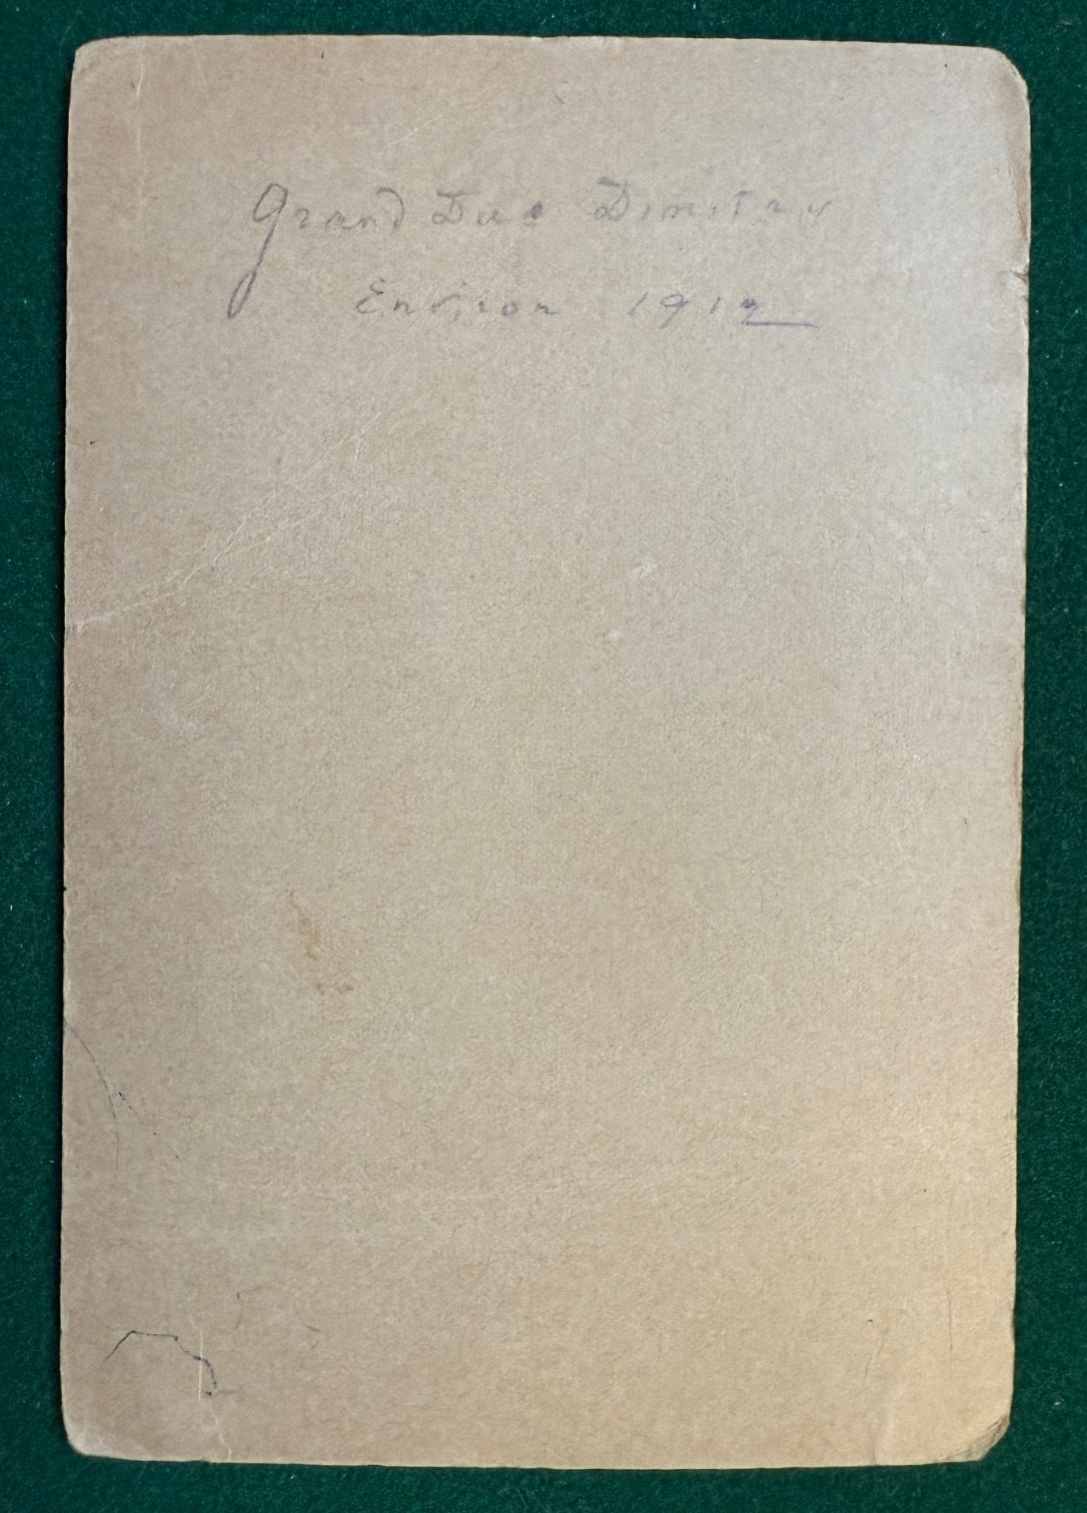 Grand Duc Dimitry
Environ 1912